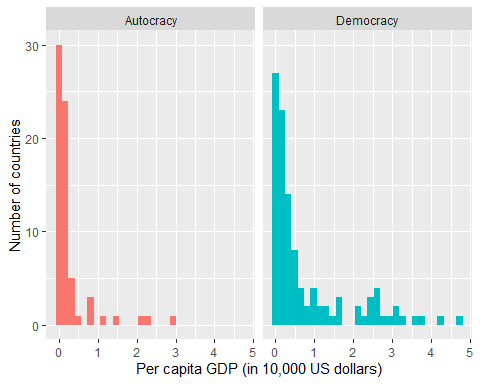 Autocracy Democracy
30
20
10
0
0 1 2 3 4 5 0 1 2 3 4 5
Number of countries
Per capita GDP (in 10,000 US dollars)